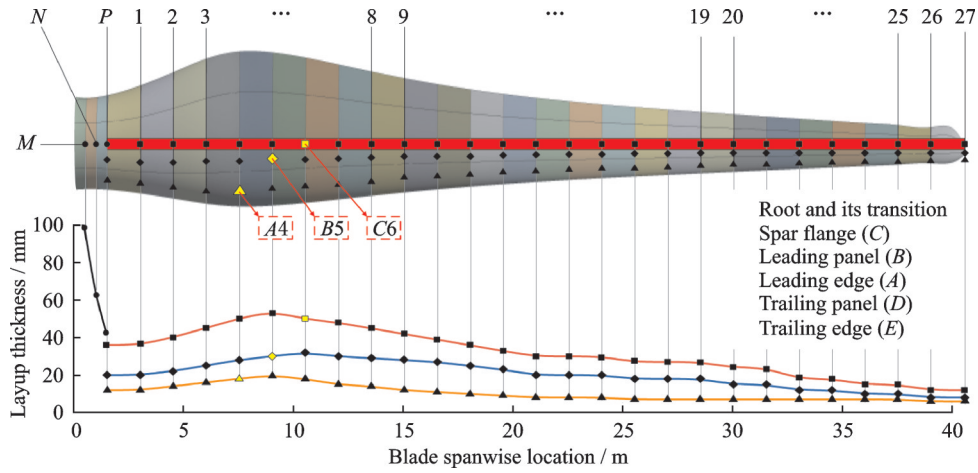 N P 1 2 3 ... 8 9 ... 19 20 ... 25 26 27
M
A4 B5 C6
Root and its transition
Spar flange (C)
Leading panel (B)
Leading edge (A)
Trailing panel (D)
Trailing edge (E)
Layup thickness / mm
100
80
60
40
20
0
0 5 10 15 20 25 30 35 40
Blade spanwise location / m